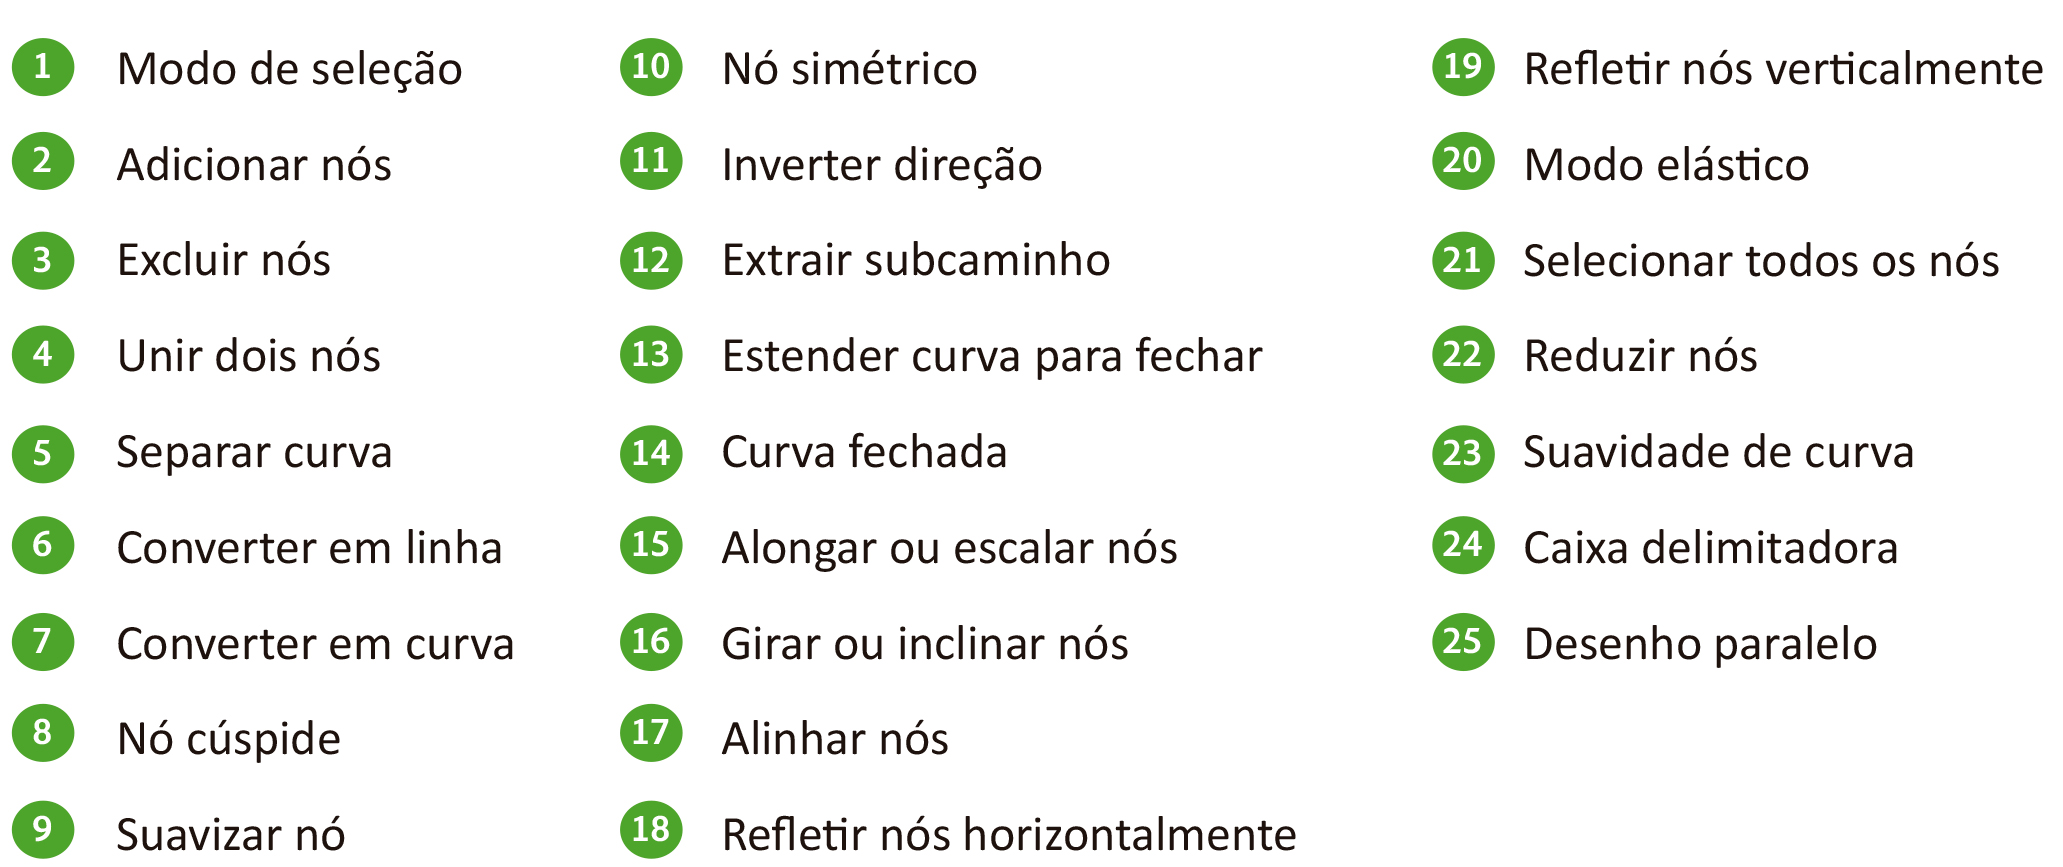 1 Modo de seleção
2 Adicionar nós
3 Excluir nós
4 Unir dois nós
5 Separar curva
6 Converter em linha
7 Converter em curva
8 Nó cúspide
9 Suavizar nó
10 Nó simétrico
11 Inverter direção
12 Extrair subcaminho
13 Estender curva para fechar
14 Curva fechada
15 Alongar ou escalar nós
16 Girar ou inclinar nós
17 Alinhar nós
18 Refletir nós horizontalmente
19 Refletir nós verticalmente
20 Modo elástico
21 Selecionar todos os nós
22 Reduzir nós
23 Suavidade de curva
24 Caixa delimitadora
25 Desenho paralelo